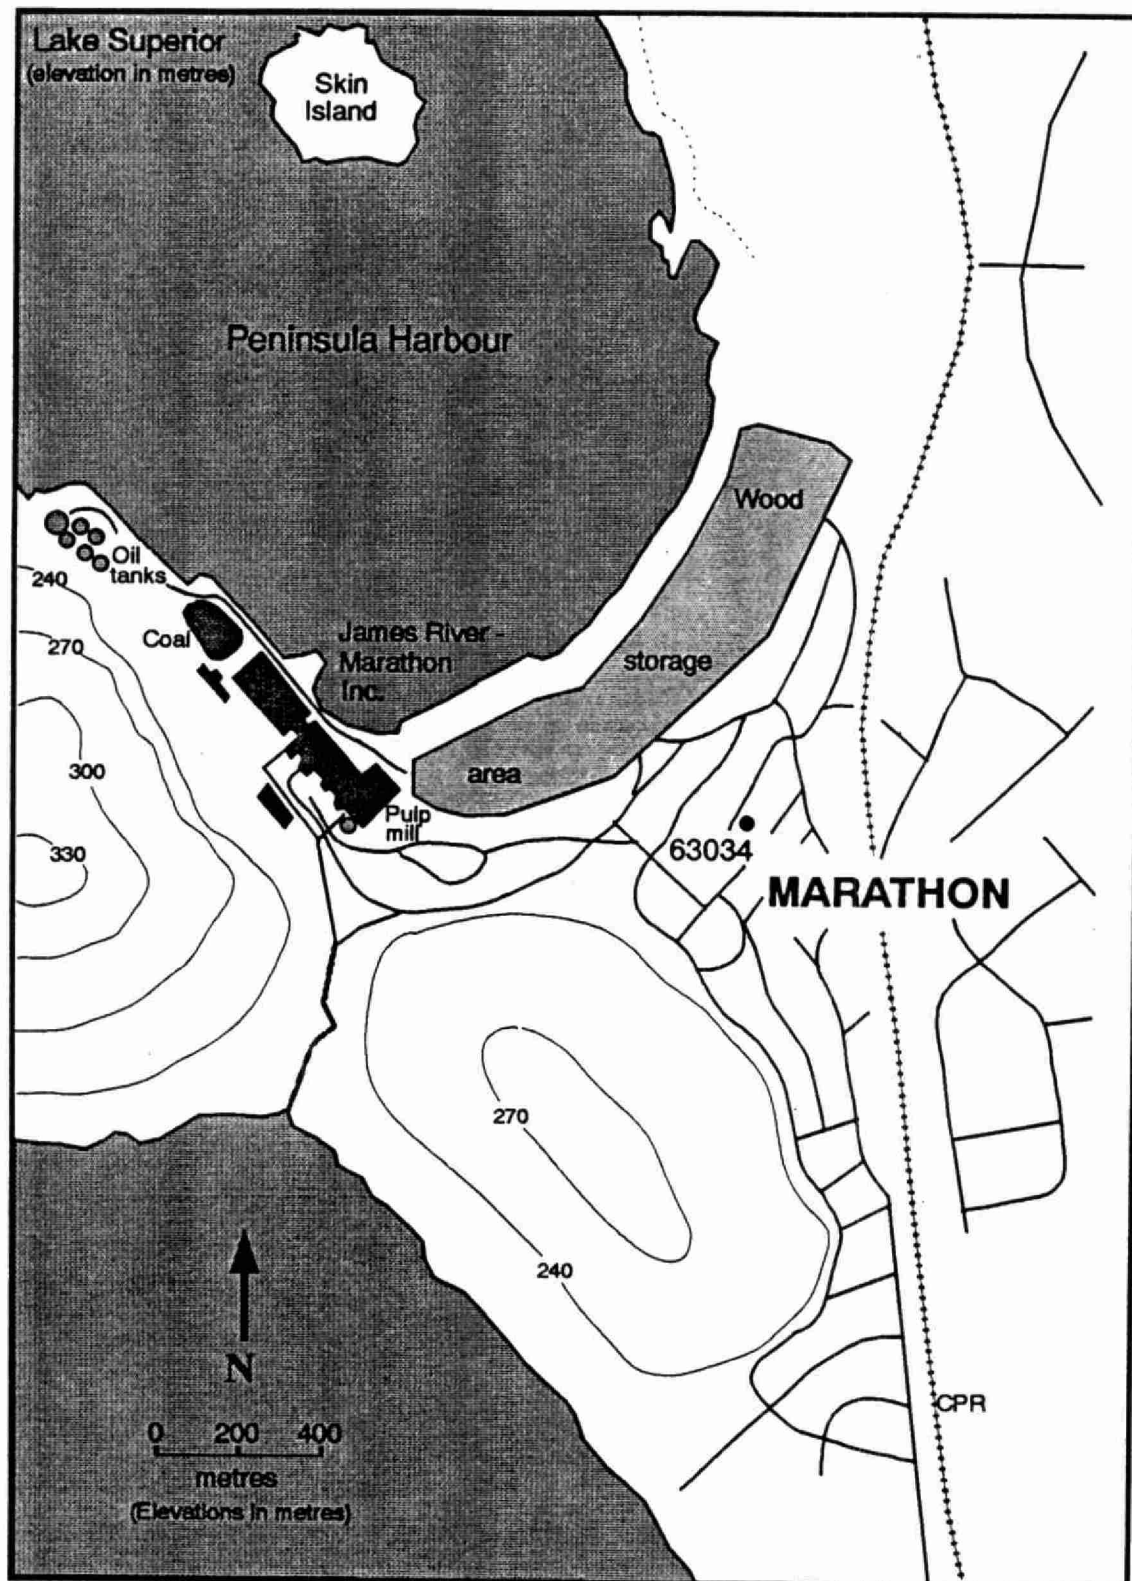 Lake Superior
(elevation in metres)
Skin
Island
Peninsula Harbour
Wood
storage
area
Oil
tanks
240
270
Coal
James River -
Marathon
Inc.
300
330
Pulp
mill
63034
MARATHON
270
240
N
0 200 400
metres
(Elevations in metres)
CPR